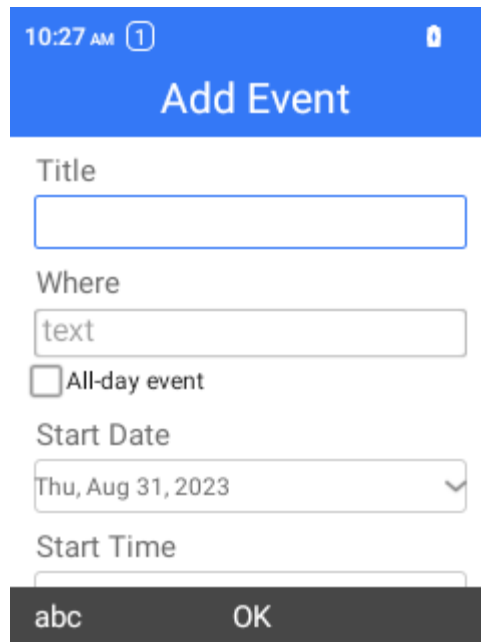 10:27 AM 1
Add Event
Title
Where
text
All-day event
Start Date
Thu, Aug 31, 2023
Start Time
abc OK